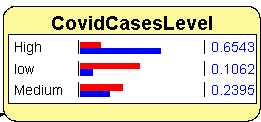 CovidCasesLevel
High 0.6543
low 0.1062
Medium 0.2395